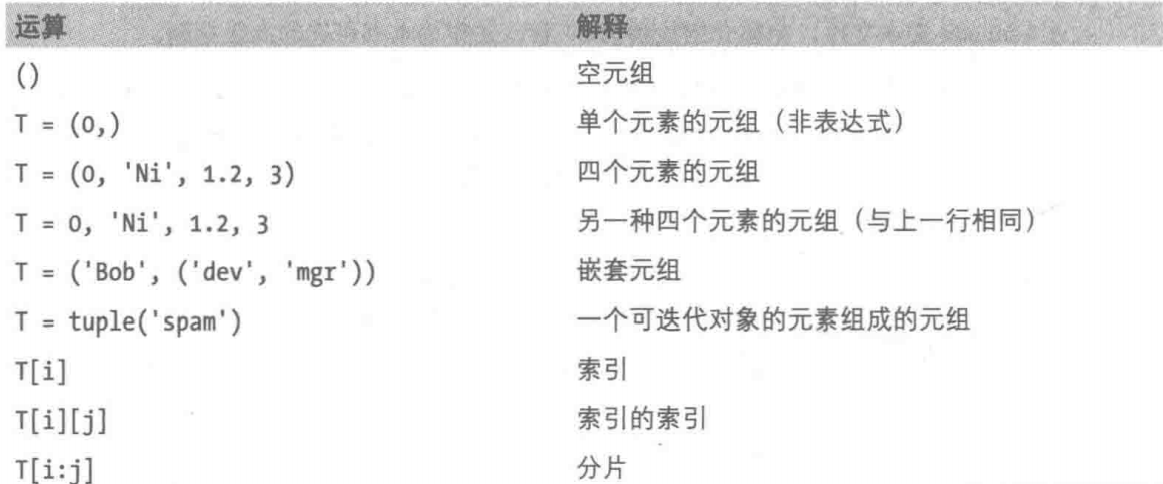 运算 解释
() 空元组
T = (0,) 单个元素的元组（非表达式）
T = (0, 'Ni', 1.2, 3) 四个元素的元组
T = 0, 'Ni', 1.2, 3 另一种四个元素的元组（与上一行相同）
T = ('Bob', ('dev', 'mgr')) 嵌套元组
T = tuple('spam') 一个可迭代对象的元素组成的元组
T[i] 索引
T[i][j] 索引的索引
T[i:j] 分片